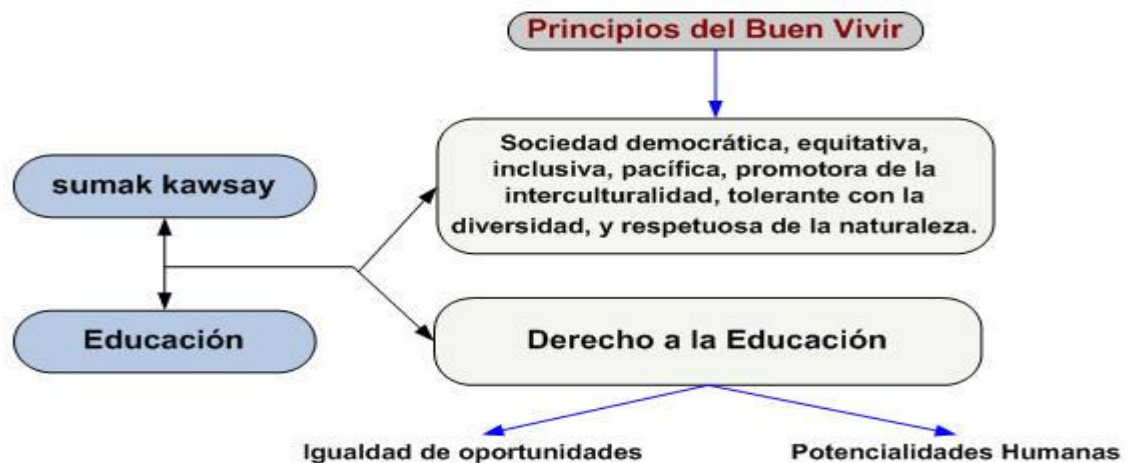 Principios del Buen Vivir
Sociedad democrática, equitativa,
inclusiva, pacífica, promotora de la
interculturalidad, tolerante con la
diversidad, y respetuosa de la naturaleza.
sumak kawsay
Educación
Derecho a la Educación
Igualdad de oportunidades
Potencialidades Humanas